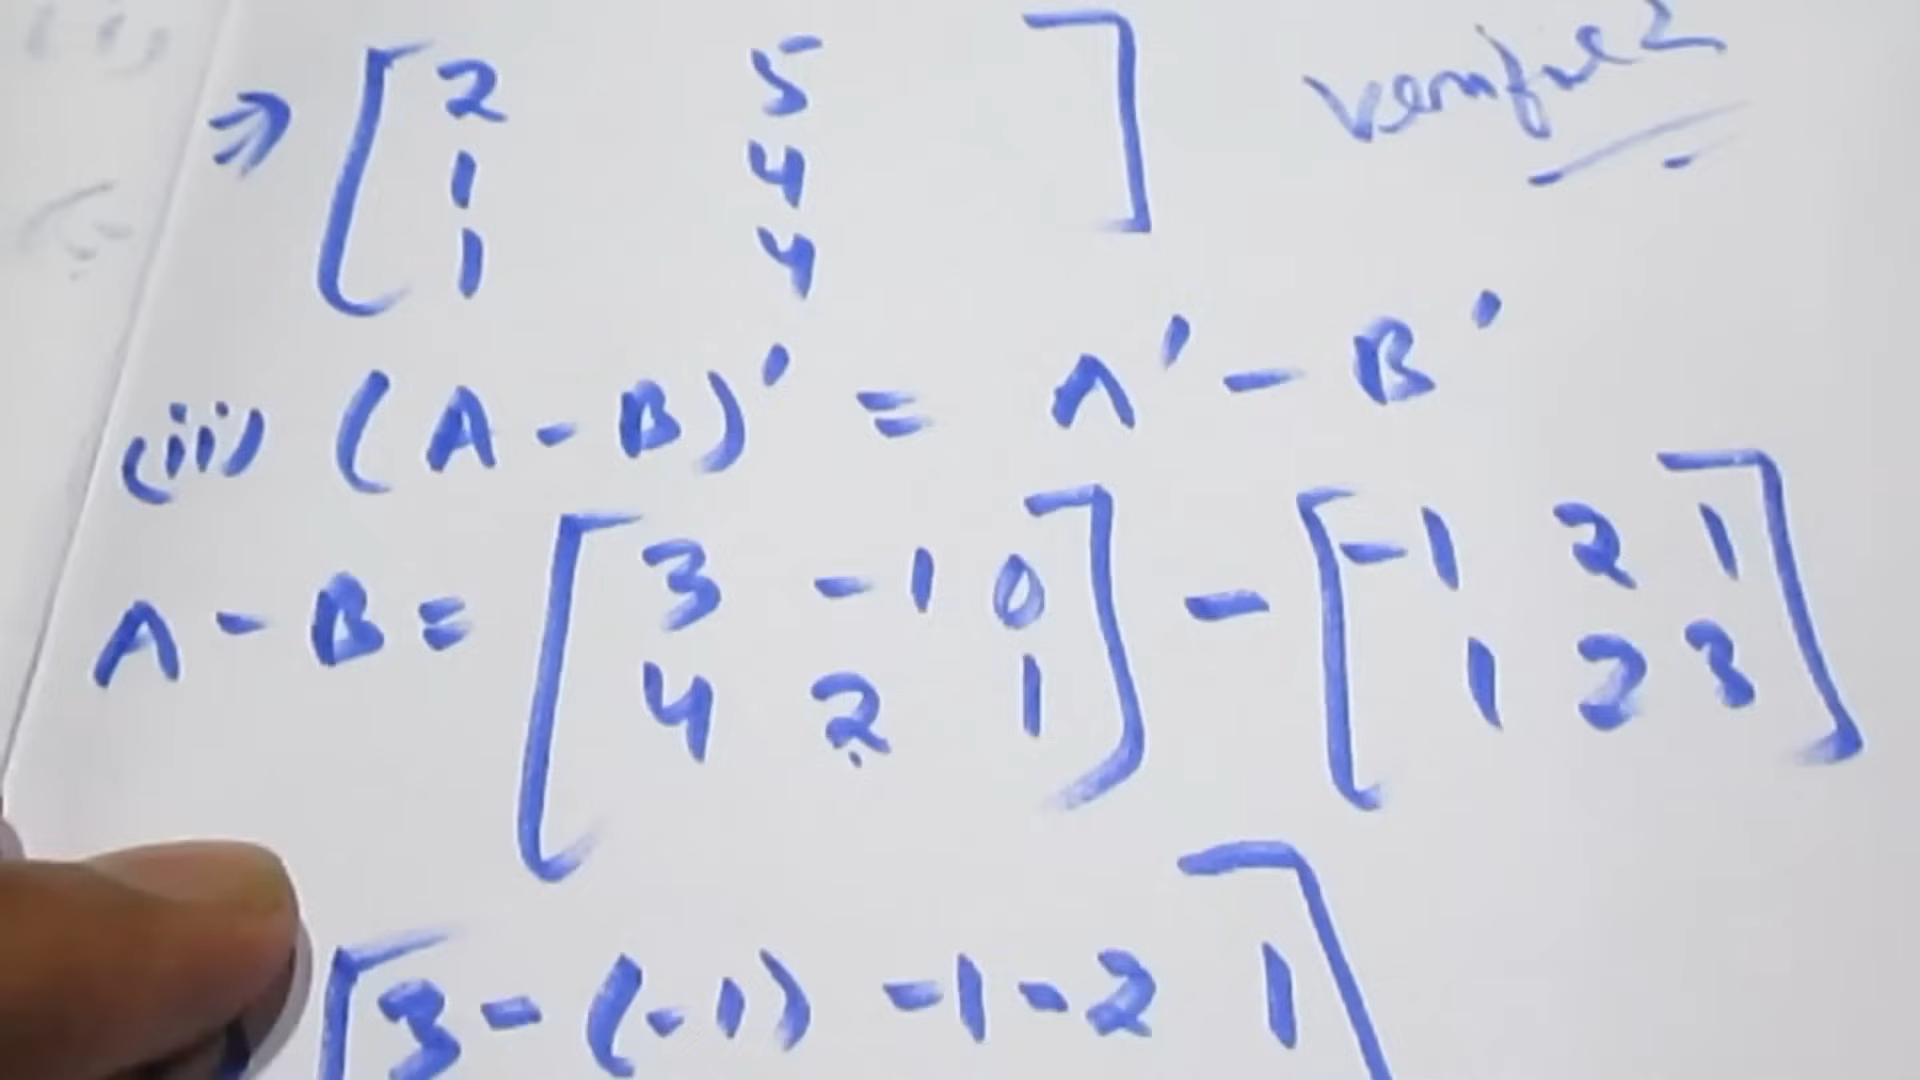 ⇒ [ 2 5 ] verified
1 4
1 4
(ii) (A - B)' = A' - B'
A - B = [ 3 -1 0 ] - [ -1 2 1 ]
4 2 1 1 2 3
[ 3 - (-1) -1 - 2 1 ]